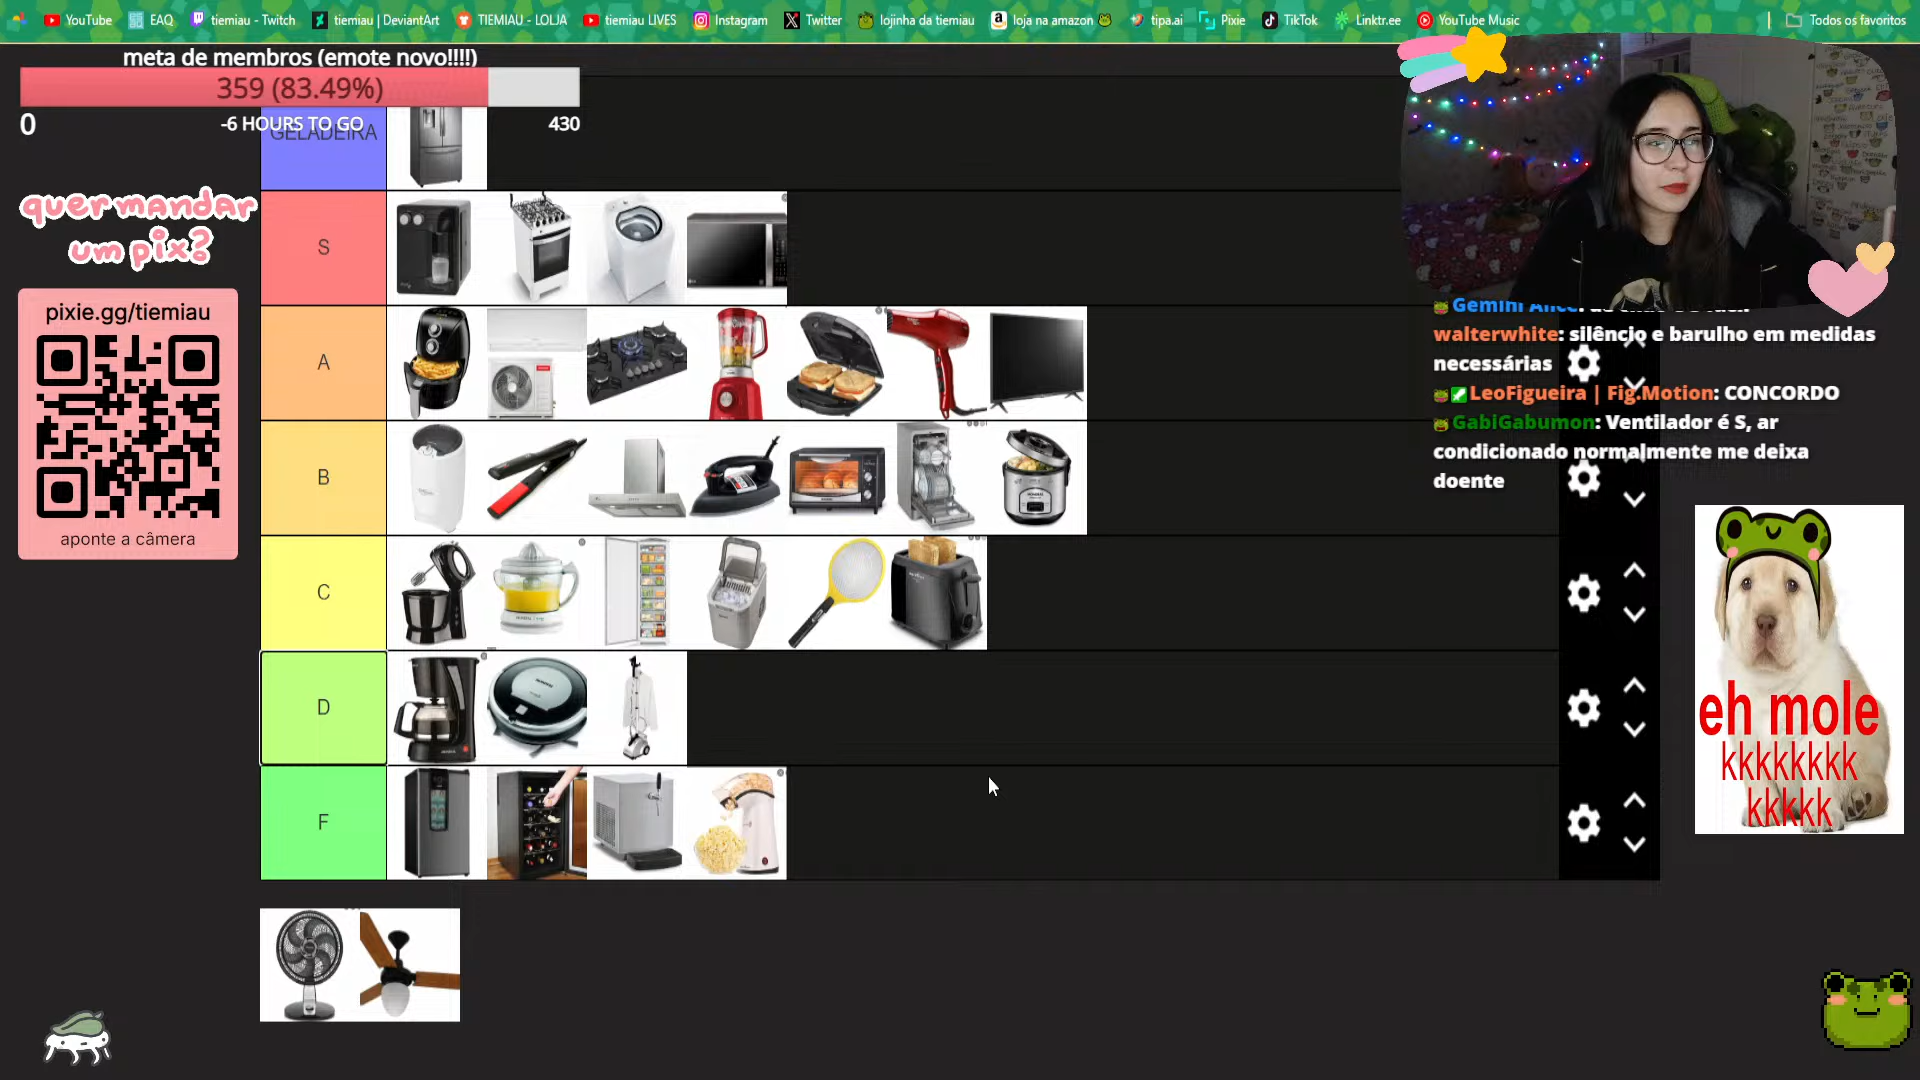 YouTube EAQ tiemiau - Twitch tiemiau | DeviantArt TIEMIAU - LOLJA tiemiau LIVES Instagram Twitter lojinha da tiemiau loja na amazon tipa.ai Pixie TikTok Linktr.ee YouTube Music Todos os favoritos
meta de membros (emote novo!!!!)
359 (83.49%)
0 -6 HOURS TO GO 430
GELADEIRA
quer mandar
um pix?
pixie.gg/tiemiau
aponte a câmera
S
A
B
C
D
F
Gemini
walterwhite: silêncio e barulho em medidas
necessárias
LeoFigueira | Fig.Motion: CONCORDO
GabiGabumon: Ventilador é S, ar
condicionado normalmente me deixa
doente
eh mole
kkkkkkkk
kkkkk